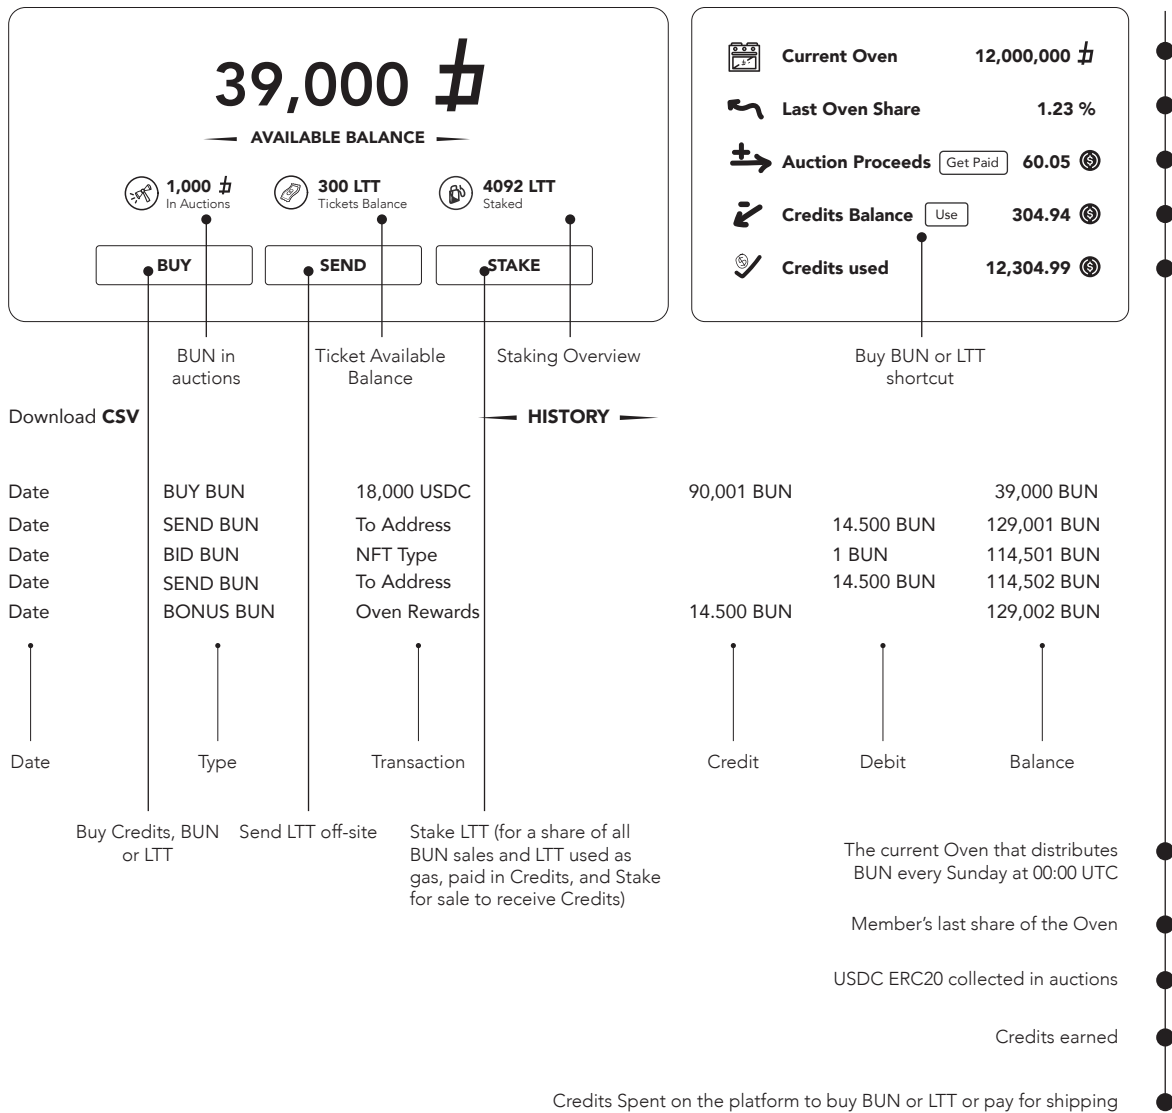 39,000
AVAILABLE BALANCE
1,000
In Auctions
300 LTT
Tickets Balance
4092 LTT
Staked
BUY
SEND
STAKE
Current Oven 12,000,000
Last Oven Share 1.23 %
Auction Proceeds Get Paid 60.05
Credits Balance Use 304.94
Credits used 12,304.99
BUN in
auctions
Ticket Available
Balance
Staking Overview
Buy BUN or LTT
shortcut
Download CSV
HISTORY
Date BUY BUN 18,000 USDC 90,001 BUN 39,000 BUN
Date SEND BUN To Address 14.500 BUN 129,001 BUN
Date BID BUN NFT Type 1 BUN 114,501 BUN
Date SEND BUN To Address 14.500 BUN 114,502 BUN
Date BONUS BUN Oven Rewards 14.500 BUN 129,002 BUN
Date Type Transaction Credit Debit Balance
Buy Credits, BUN
or LTT
Send LTT off-site
Stake LTT (for a share of all
BUN sales and LTT used as
gas, paid in Credits, and Stake
for sale to receive Credits)
The current Oven that distributes
BUN every Sunday at 00:00 UTC
Member's last share of the Oven
USDC ERC20 collected in auctions
Credits earned
Credits Spent on the platform to buy BUN or LTT or pay for shipping